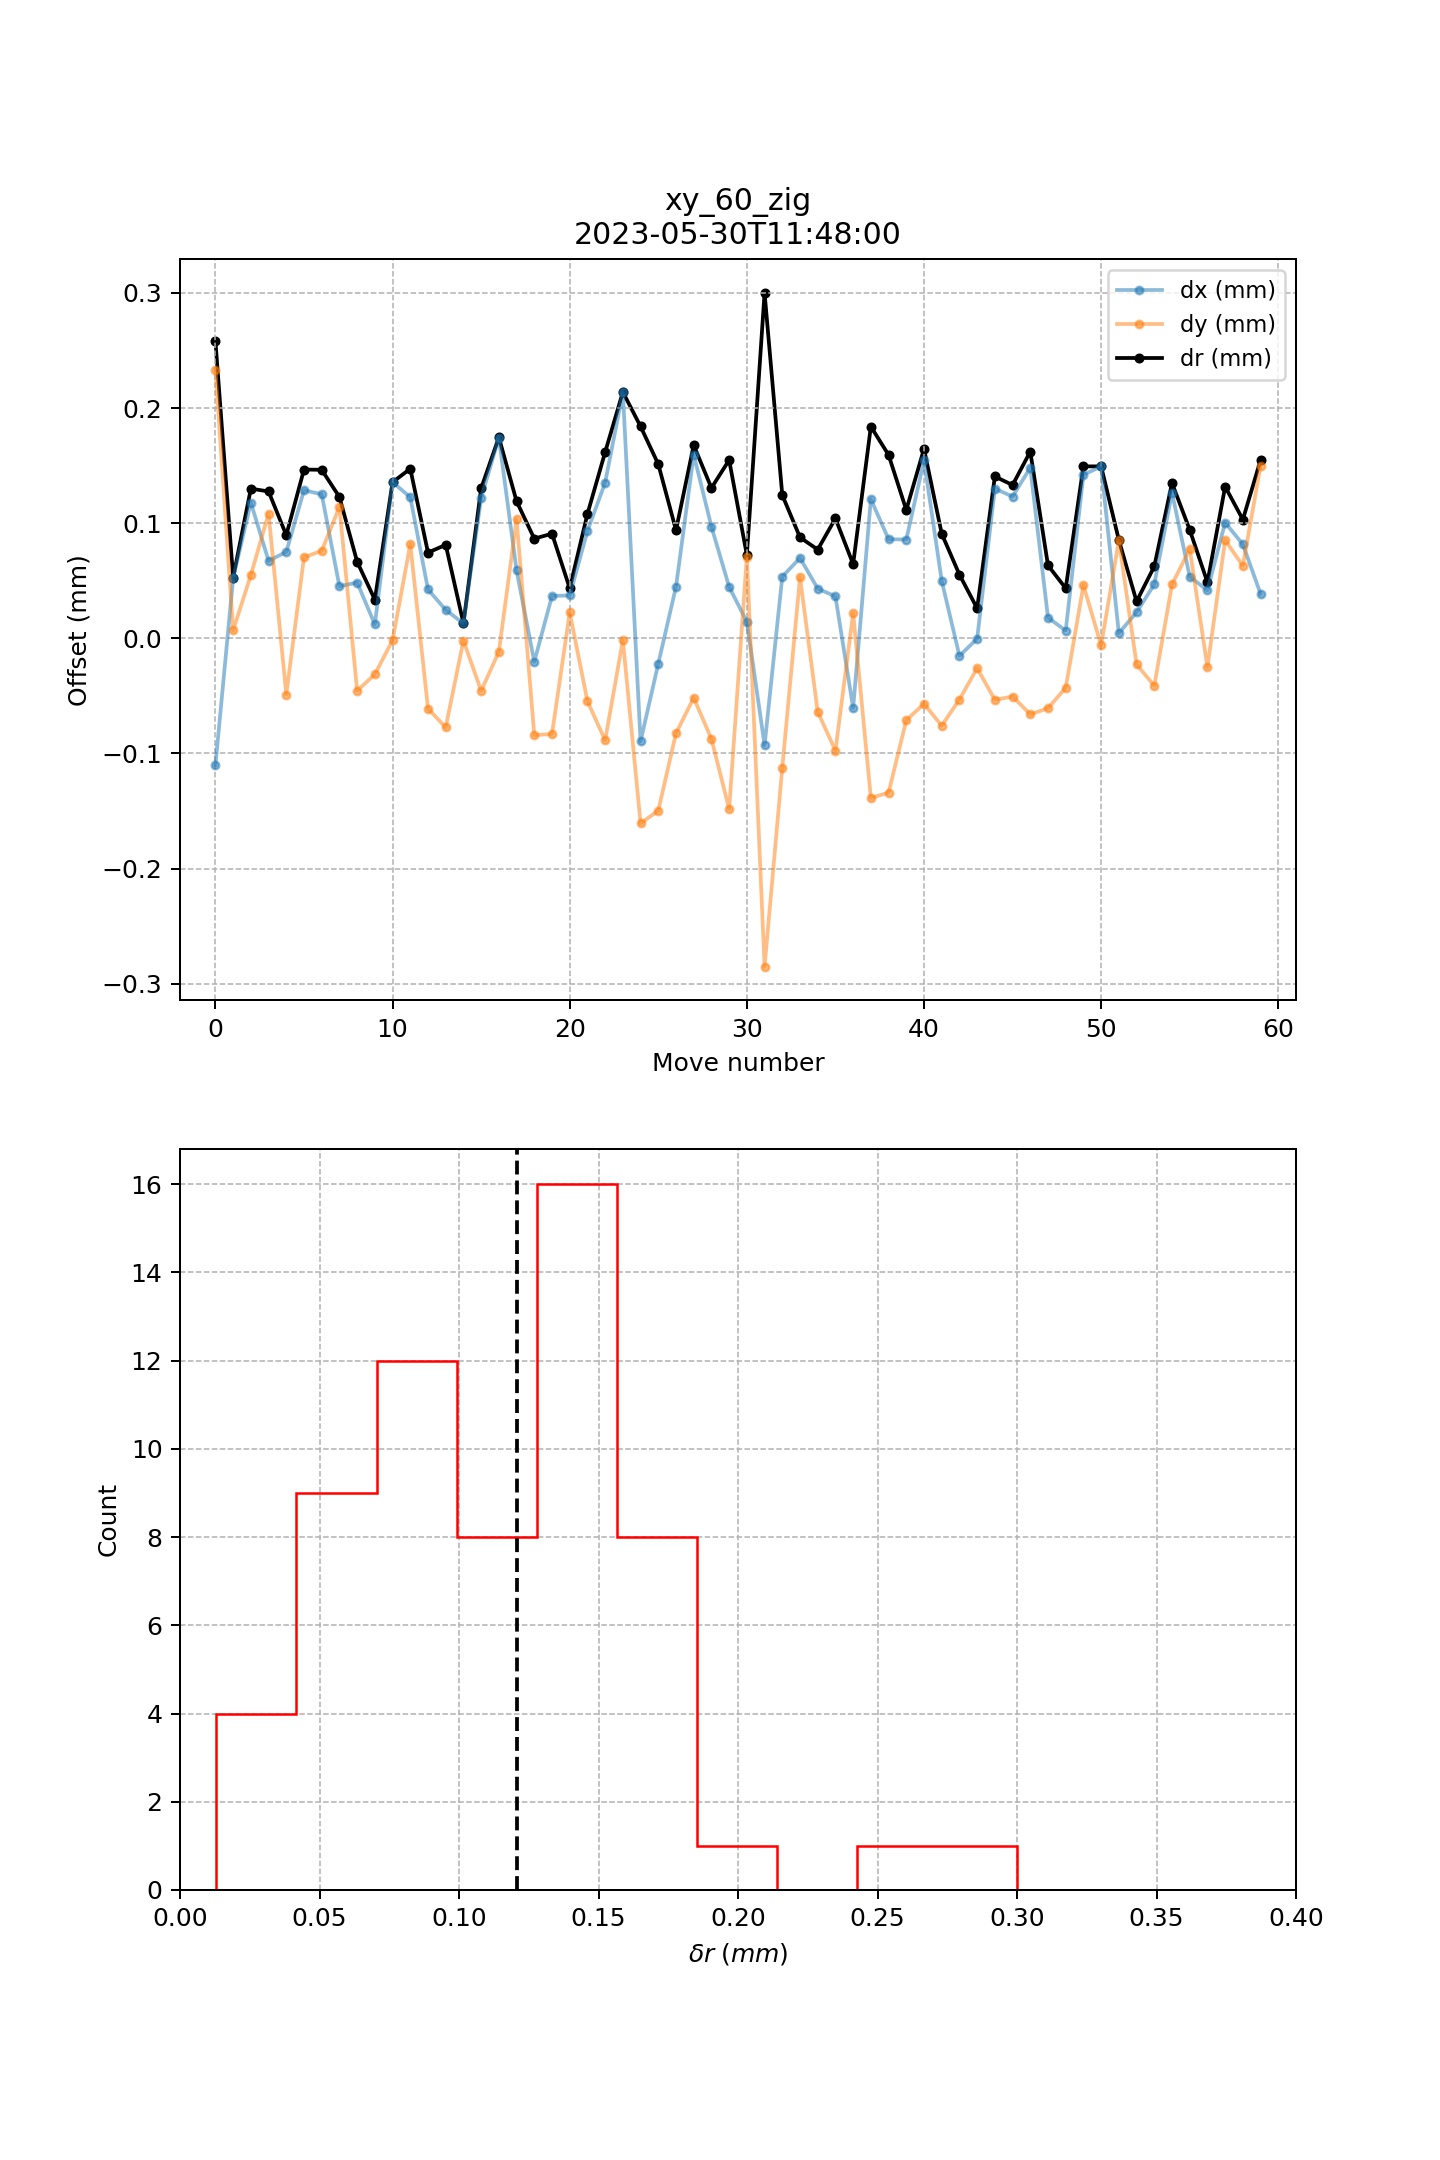 xy_60_zig
2023-05-30T11:48:00
dx (mm)
dy (mm)
dr (mm)
0.3
0.2
0.1
0.0
−0.1
−0.2
−0.3
Offset (mm)
0 10 20 30 40 50 60
Move number
16
14
12
10
8
6
4
2
0
Count
0.00 0.05 0.10 0.15 0.20 0.25 0.30 0.35 0.40
δr (mm)